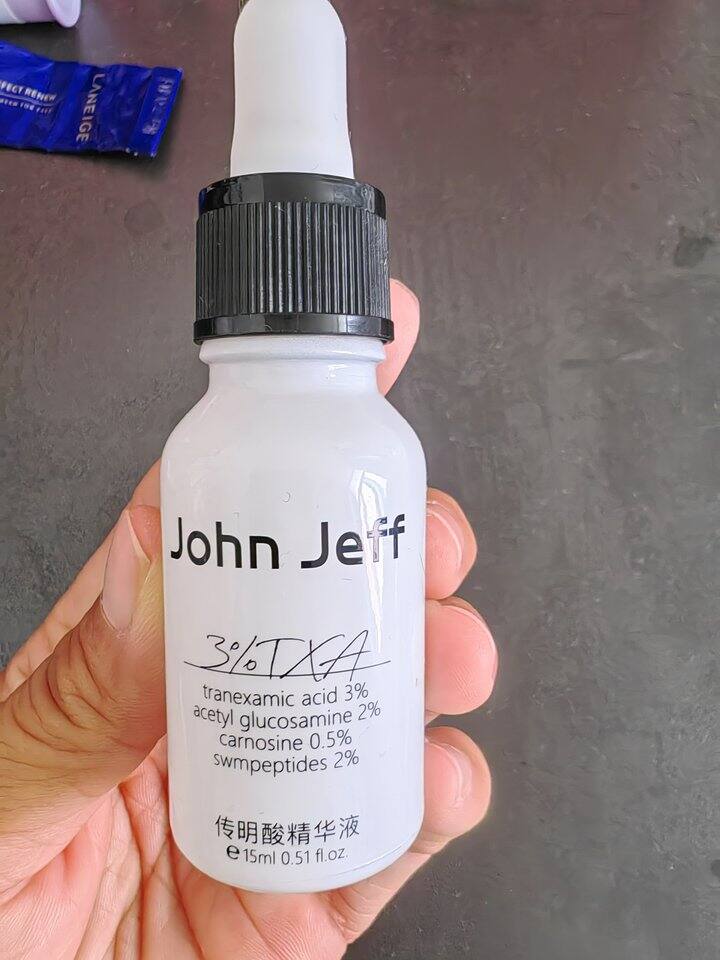 LANEIGE
John Jeff
3%TXA
tranexamic acid 3%
acetyl glucosamine 2%
carnosine 0.5%
swmpeptides 2%
传明酸精华液
e15ml 0.51 fl.oz.